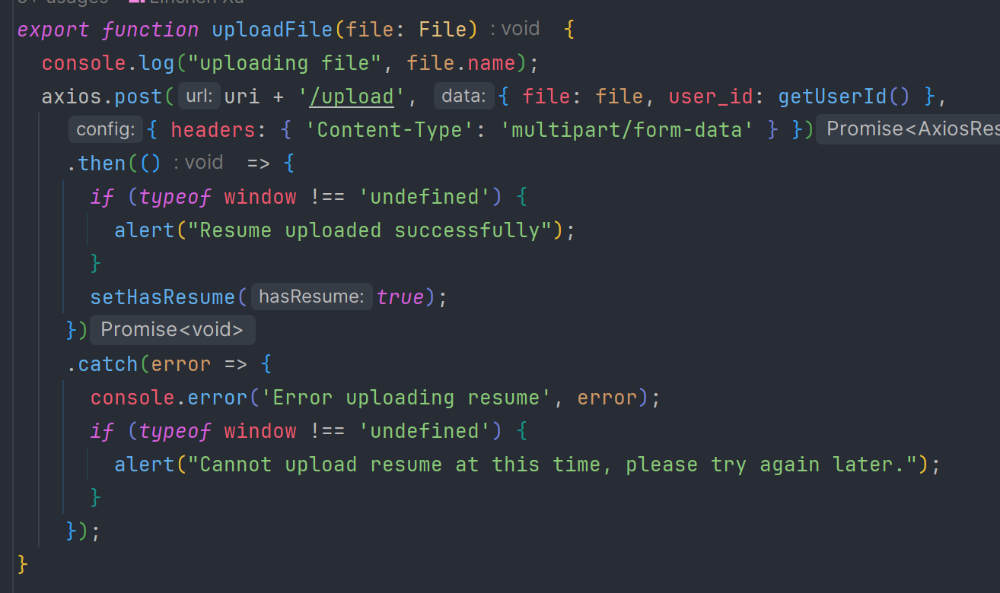 export function uploadFile(file: File) : void {
console.log("uploading file", file.name);
axios.post( url: uri + '/upload', data: { file: file, user_id: getUserId() },
config: { headers: { 'Content-Type': 'multipart/form-data' } })
.then(() : void => {
if (typeof window !== 'undefined') {
alert("Resume uploaded successfully");
}
setHasResume( hasResume: true);
}) Promise<void>
.catch(error => {
console.error('Error uploading resume', error);
if (typeof window !== 'undefined') {
alert("Cannot upload resume at this time, please try again later.");
}
});
}